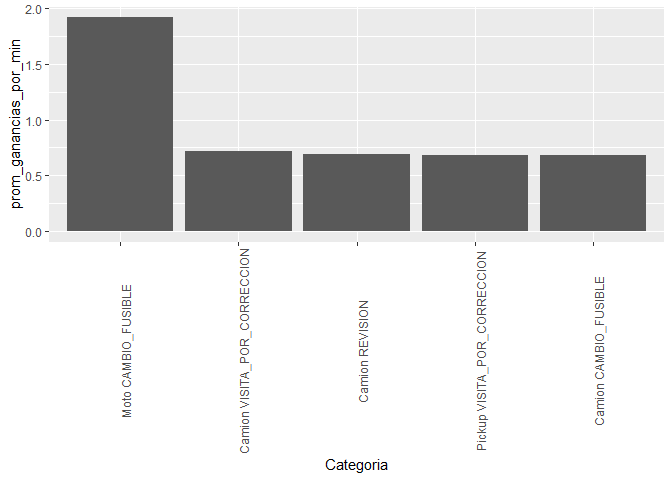 prom_ganancias_por_min
2.0
1.5
1.0
0.5
0.0
Moto CAMBIO_FUSIBLE
Camion VISITA_POR_CORRECCION
Camion REVISION
Pickup VISITA_POR_CORRECCION
Camion CAMBIO_FUSIBLE
Categoria